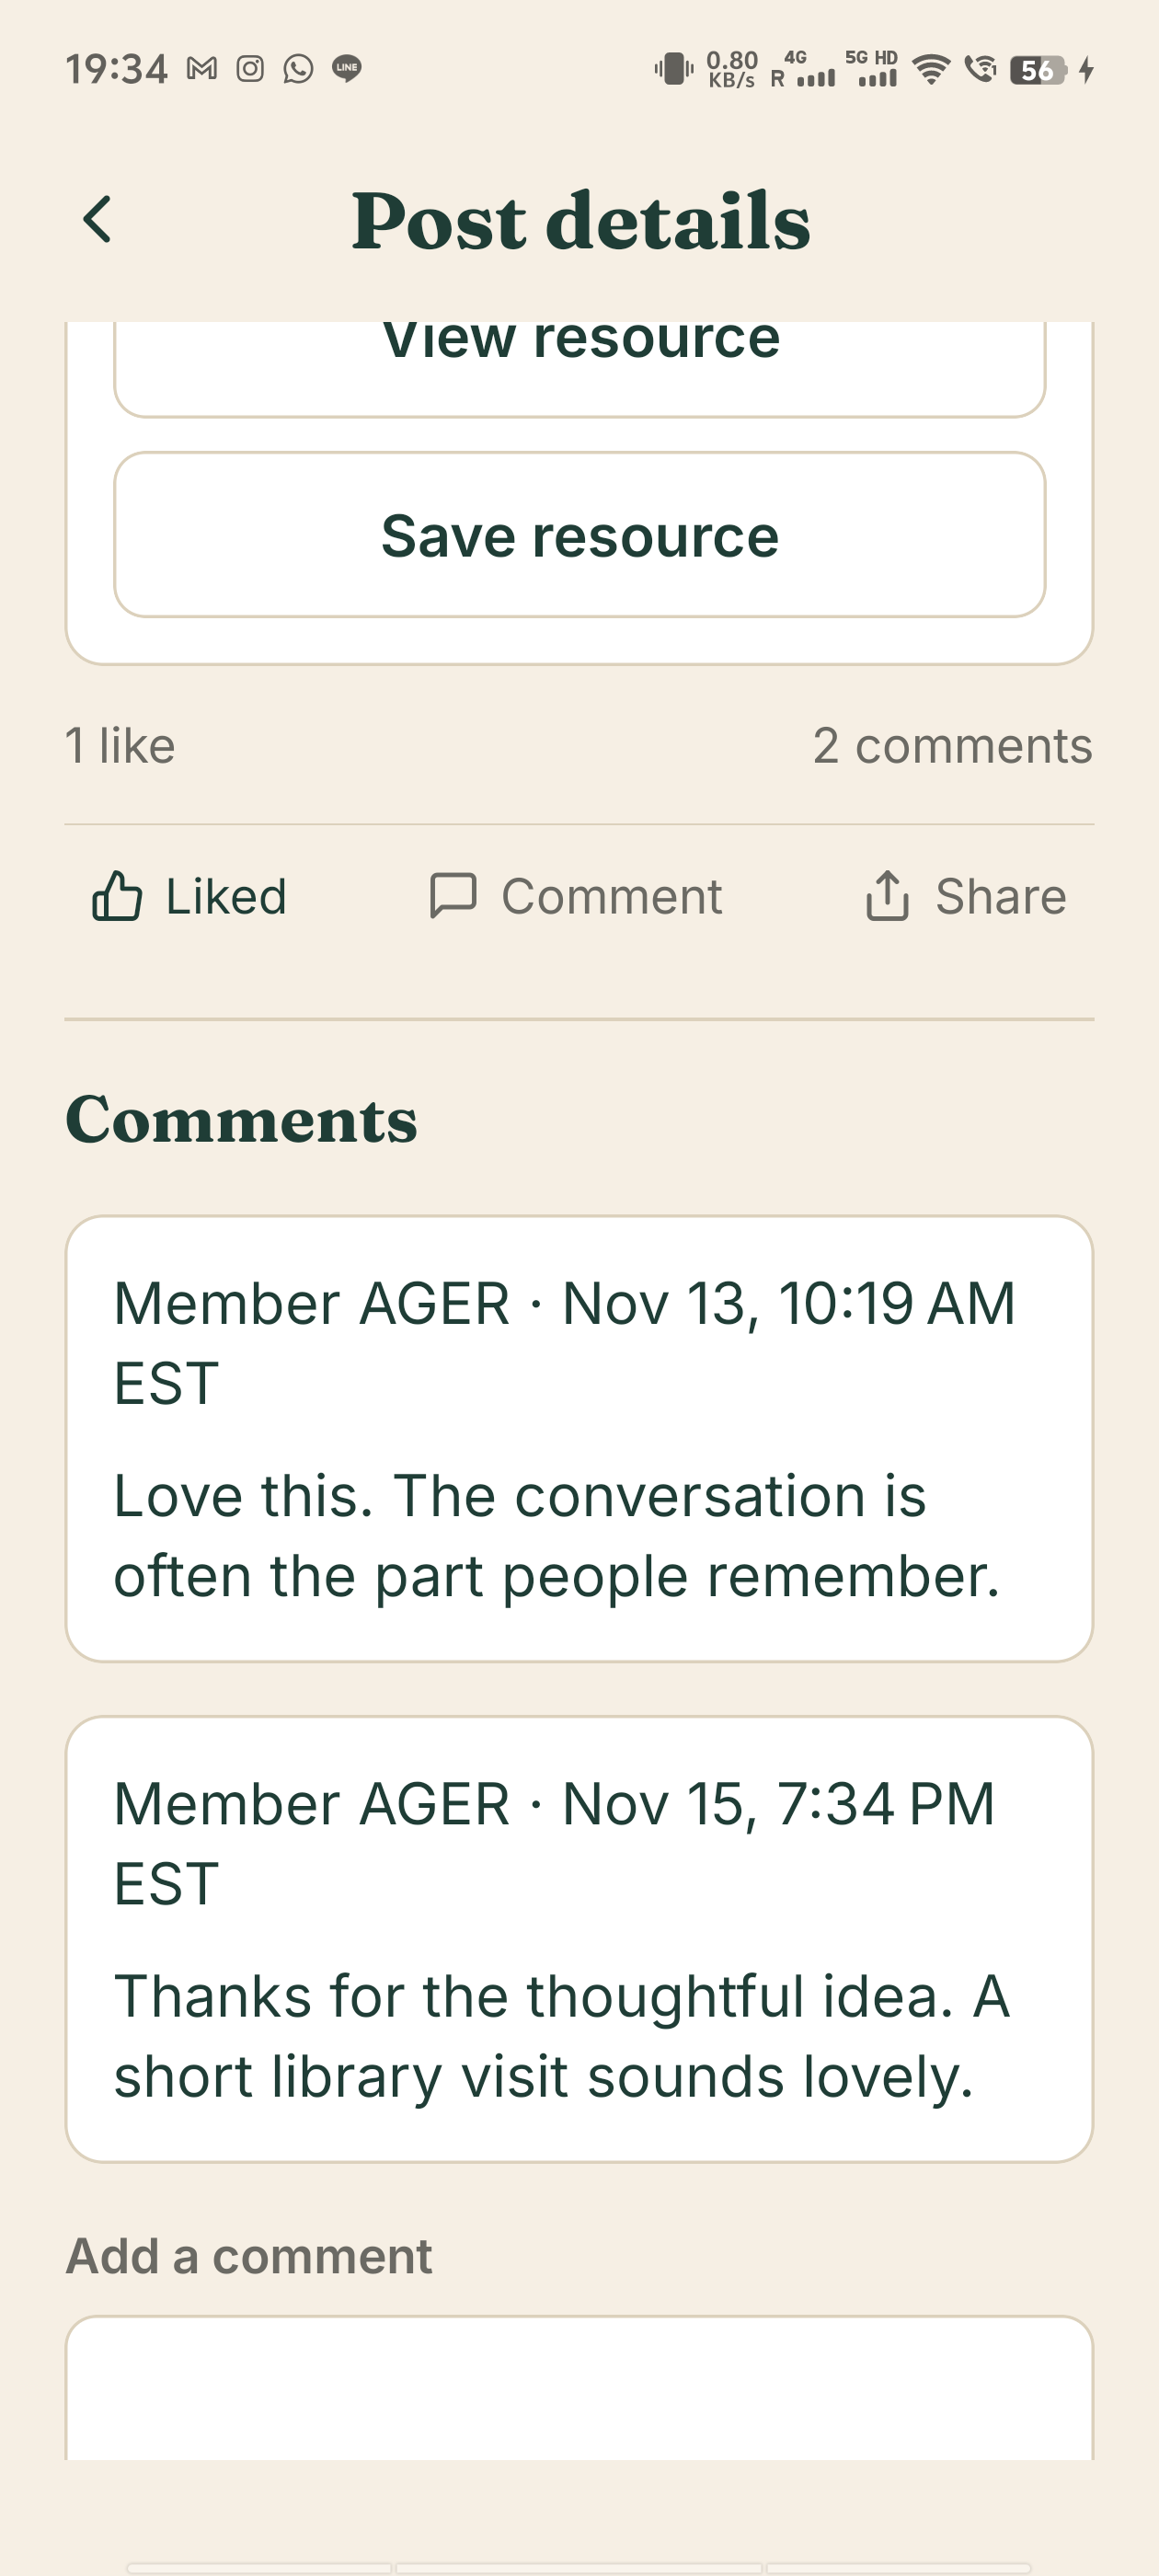 19:34
LINE
0.80
KB/s
R 4G
5G HD
56
Post details
View resource
Save resource
1 like
2 comments
Liked
Comment
Share
Comments
Member AGER · Nov 13, 10:19 AM
EST
Love this. The conversation is
often the part people remember.
Member AGER · Nov 15, 7:34 PM
EST
Thanks for the thoughtful idea. A
short library visit sounds lovely.
Add a comment